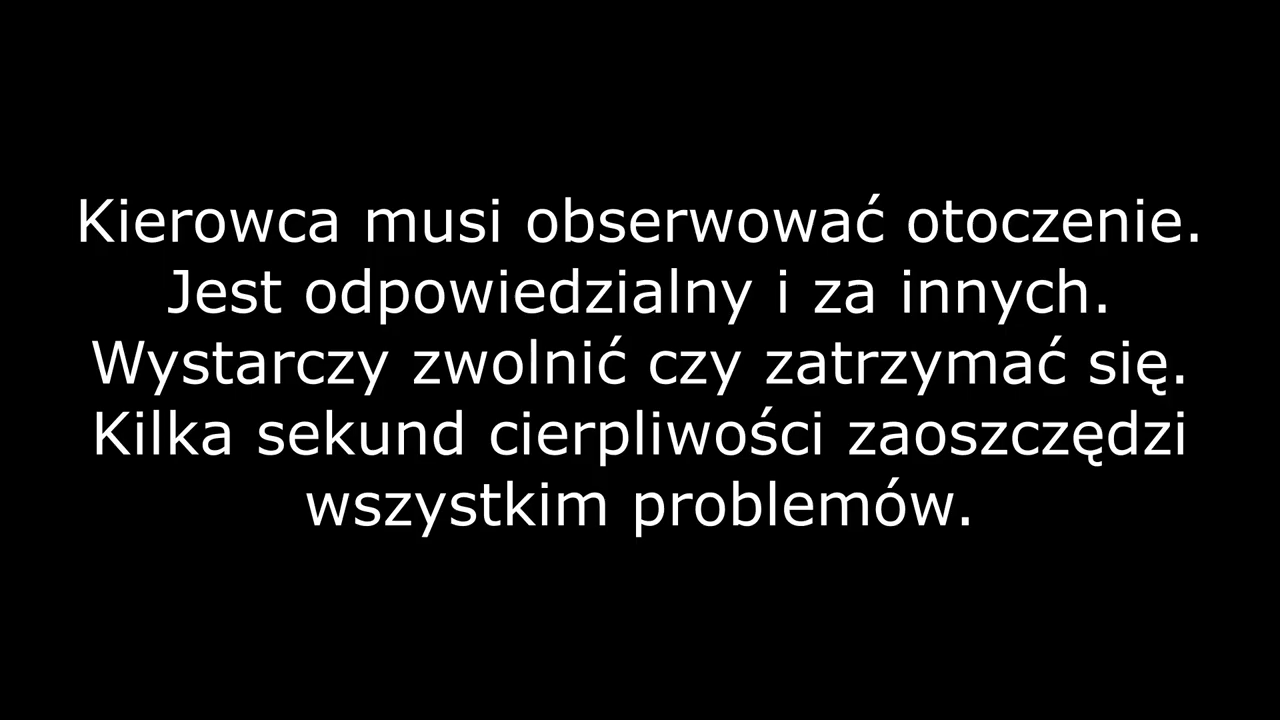 Kierowca musi obserwować otoczenie.
Jest odpowiedzialny i za innych.
Wystarczy zwolnić czy zatrzymać się.
Kilka sekund cierpliwości zaoszczędzi
wszystkim problemów.